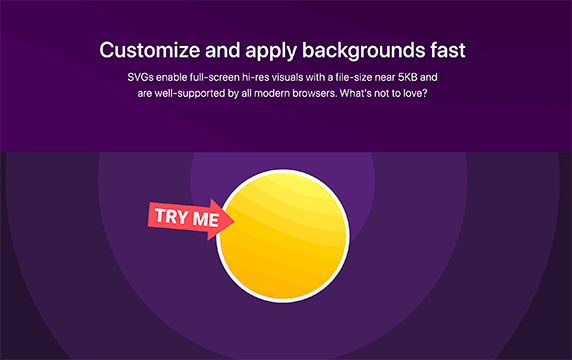 Customize and apply backgrounds fast
SVGs enable full-screen hi-res visuals with a file-size near 5KB and
are well-supported by all modern browsers. What's not to love?
TRY ME